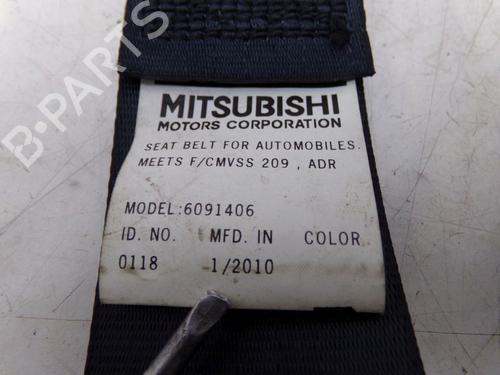 B-PARTS
MITSUBISHI
MOTORS CORPORATION
SEAT BELT FOR AUTOMOBILES.
MEETS F/CMVSS 209 , ADR
MODEL:6091406
ID. NO. MFD. IN COLOR
0118 1/2010